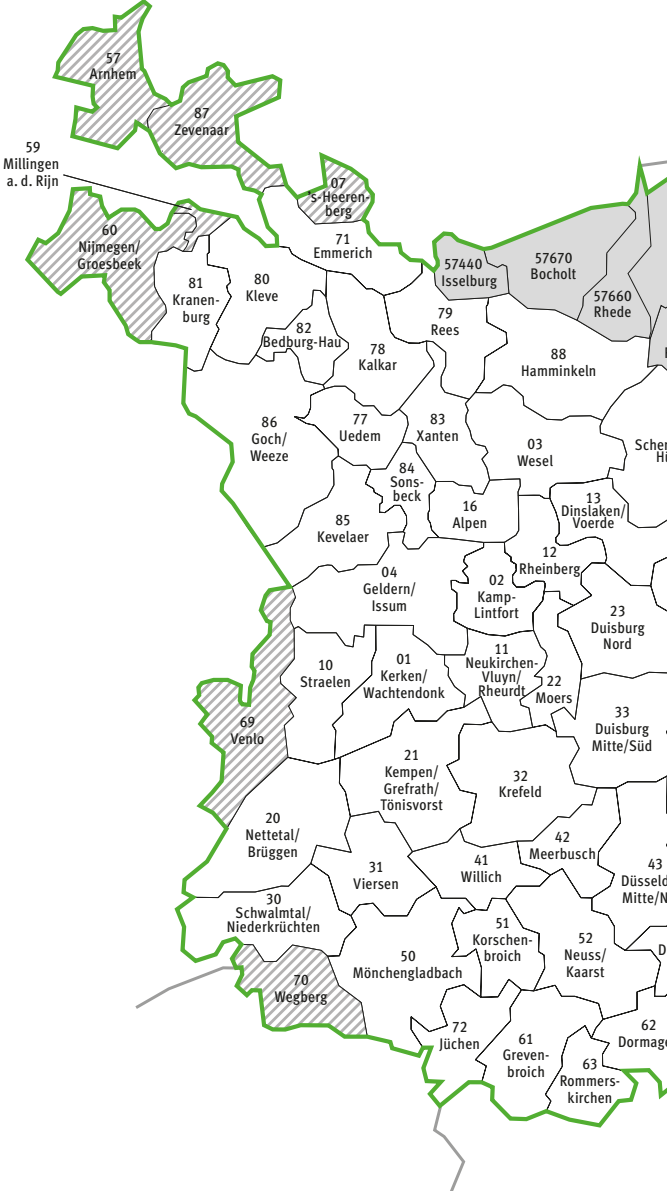 57
Arnhem
87
Zevenaar
59
Millingen
a. d. Rijn
07
's-Heeren-
berg
60
Nijmegen/
Groesbeek
71
Emmerich
57440
Isselburg
57670
Bocholt
57660
Rhede
81
Kranen-
burg
80
Kleve
82
Bedburg-Hau
79
Rees
78
Kalkar
88
Hamminkeln
86
Goch/
Weeze
77
Uedem
83
Xanten
03
Wesel
84
Sons-
beck
16
Alpen
13
Dinslaken/
Voerde
85
Kevelaer
12
Rheinberg
04
Geldern/
Issum
02
Kamp-
Lintfort
23
Duisburg
Nord
10
Straelen
01
Kerken/
Wachtendonk
11
Neukirchen-
Vluyn/
Rheurdt
22
Moers
69
Venlo
33
Duisburg
Mitte/Süd
21
Kempen/
Grefrath/
Tönisvorst
32
Krefeld
20
Nettetal/
Brüggen
42
Meerbusch
31
Viersen
41
Willich
43
Düsseld
Mitte/N
30
Schwalmtal/
Niederkrüchten
51
Korschen-
broich
52
Neuss/
Kaarst
50
Mönchengladbach
70
Wegberg
72
Jüchen
61
Greven-
broich
62
Dormage
63
Rommers-
kirchen